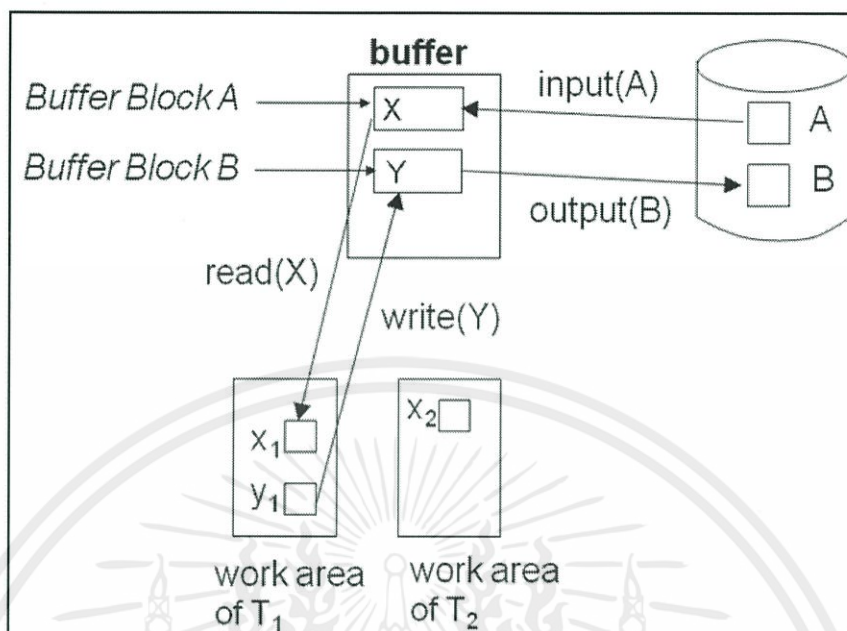 buffer
Buffer Block A
X
input(A)
A
Buffer Block B
Y
output(B)
B
read(X)
write(Y)
x₁
x₂
y₁
work area
of T₁
work area
of T₂